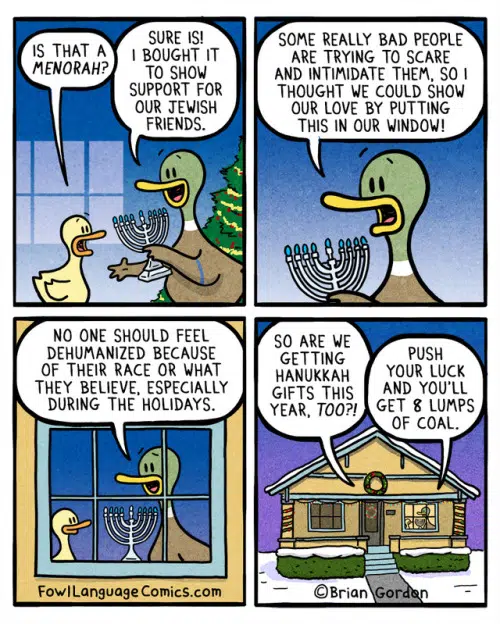 IS THAT A
MENORAH?
SURE IS!
I BOUGHT IT
TO SHOW
SUPPORT FOR
OUR JEWISH
FRIENDS.
SOME REALLY BAD PEOPLE
ARE TRYING TO SCARE
AND INTIMIDATE THEM, SO I
THOUGHT WE COULD SHOW
OUR LOVE BY PUTTING
THIS IN OUR WINDOW!
NO ONE SHOULD FEEL
DEHUMANIZED BECAUSE
OF THEIR RACE OR WHAT
THEY BELIEVE, ESPECIALLY
DURING THE HOLIDAYS.
SO ARE WE
GETTING
HANUKKAH
GIFTS THIS
YEAR, TOO?!
PUSH
YOUR LUCK
AND YOU'LL
GET 8 LUMPS
OF COAL.
FowlLanguageComics.com
©Brian Gordon